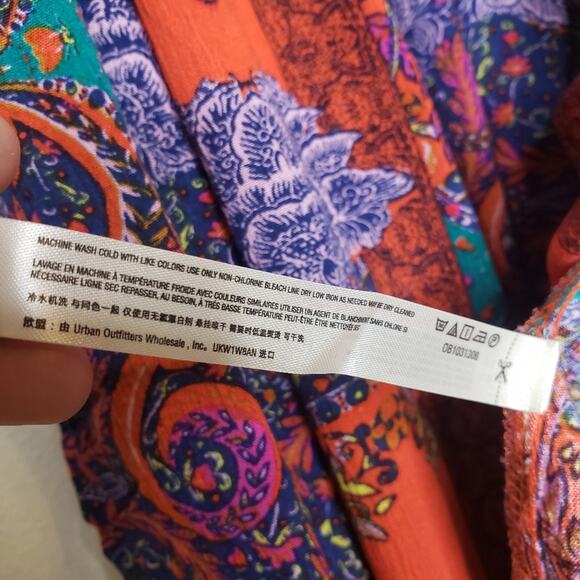 MACHINE WASH COLD WITH LIKE COLORS USE ONLY NON-CHLORINE BLEACH LINE DRY LOW IRON AS NEEDED MAY BE DRY CLEANED
LAVAGE EN MACHINE À TEMPÉRATURE FROIDE AVEC COULEURS SIMILAIRES UTILISER UN AGENT DE BLANCHIMENT SANS CHLORE SI
NÉCESSAIRE LIGNE SEC REPASSER, AU BESOIN, À TRÈS BASSE TEMPÉRATURE PEUT-ÊTRE ÊTRE NETTOYÉ
冷水机洗 与同色一起 仅使用无氯漂白剂 悬挂晾干 需要时低温熨烫 可干洗
欧盟：由 Urban Outfitters Wholesale , Inc。 UKW1W8AN 进口
OB1031306